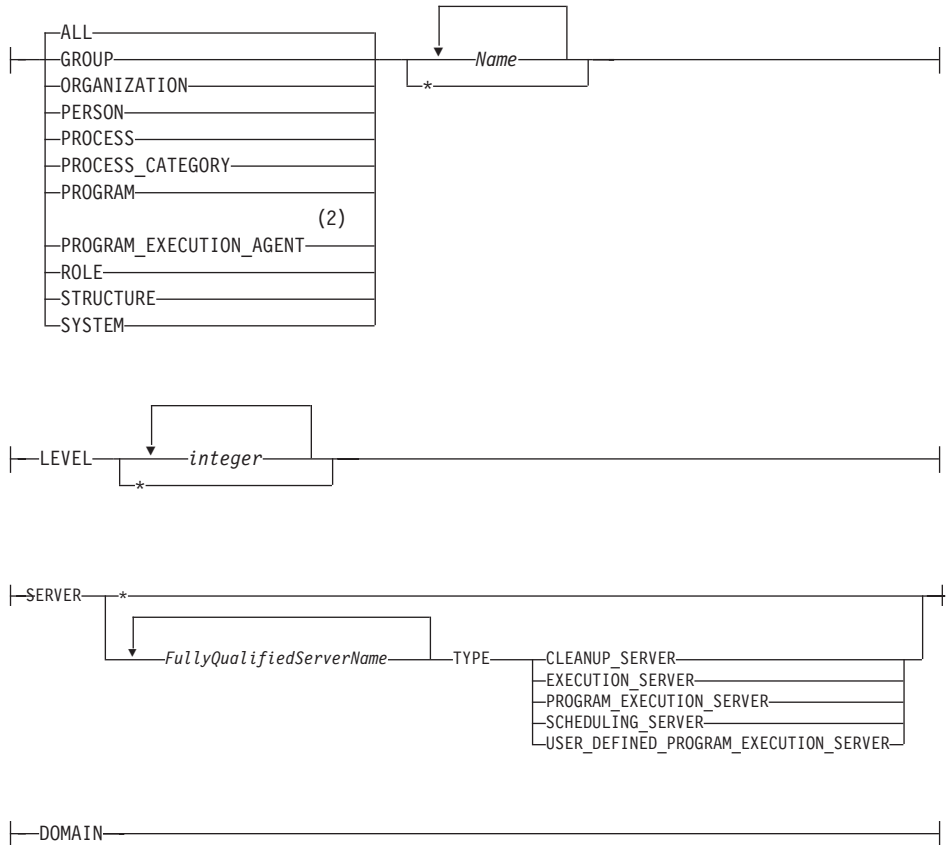 ALL
GROUP Name
ORGANIZATION *
PERSON
PROCESS
PROCESS_CATEGORY
PROGRAM
(2)
PROGRAM_EXECUTION_AGENT
ROLE
STRUCTURE
SYSTEM
LEVEL integer
*
SERVER *
FullyQualifiedServerName TYPE CLEANUP_SERVER
EXECUTION_SERVER
PROGRAM_EXECUTION_SERVER
SCHEDULING_SERVER
USER_DEFINED_PROGRAM_EXECUTION_SERVER
DOMAIN